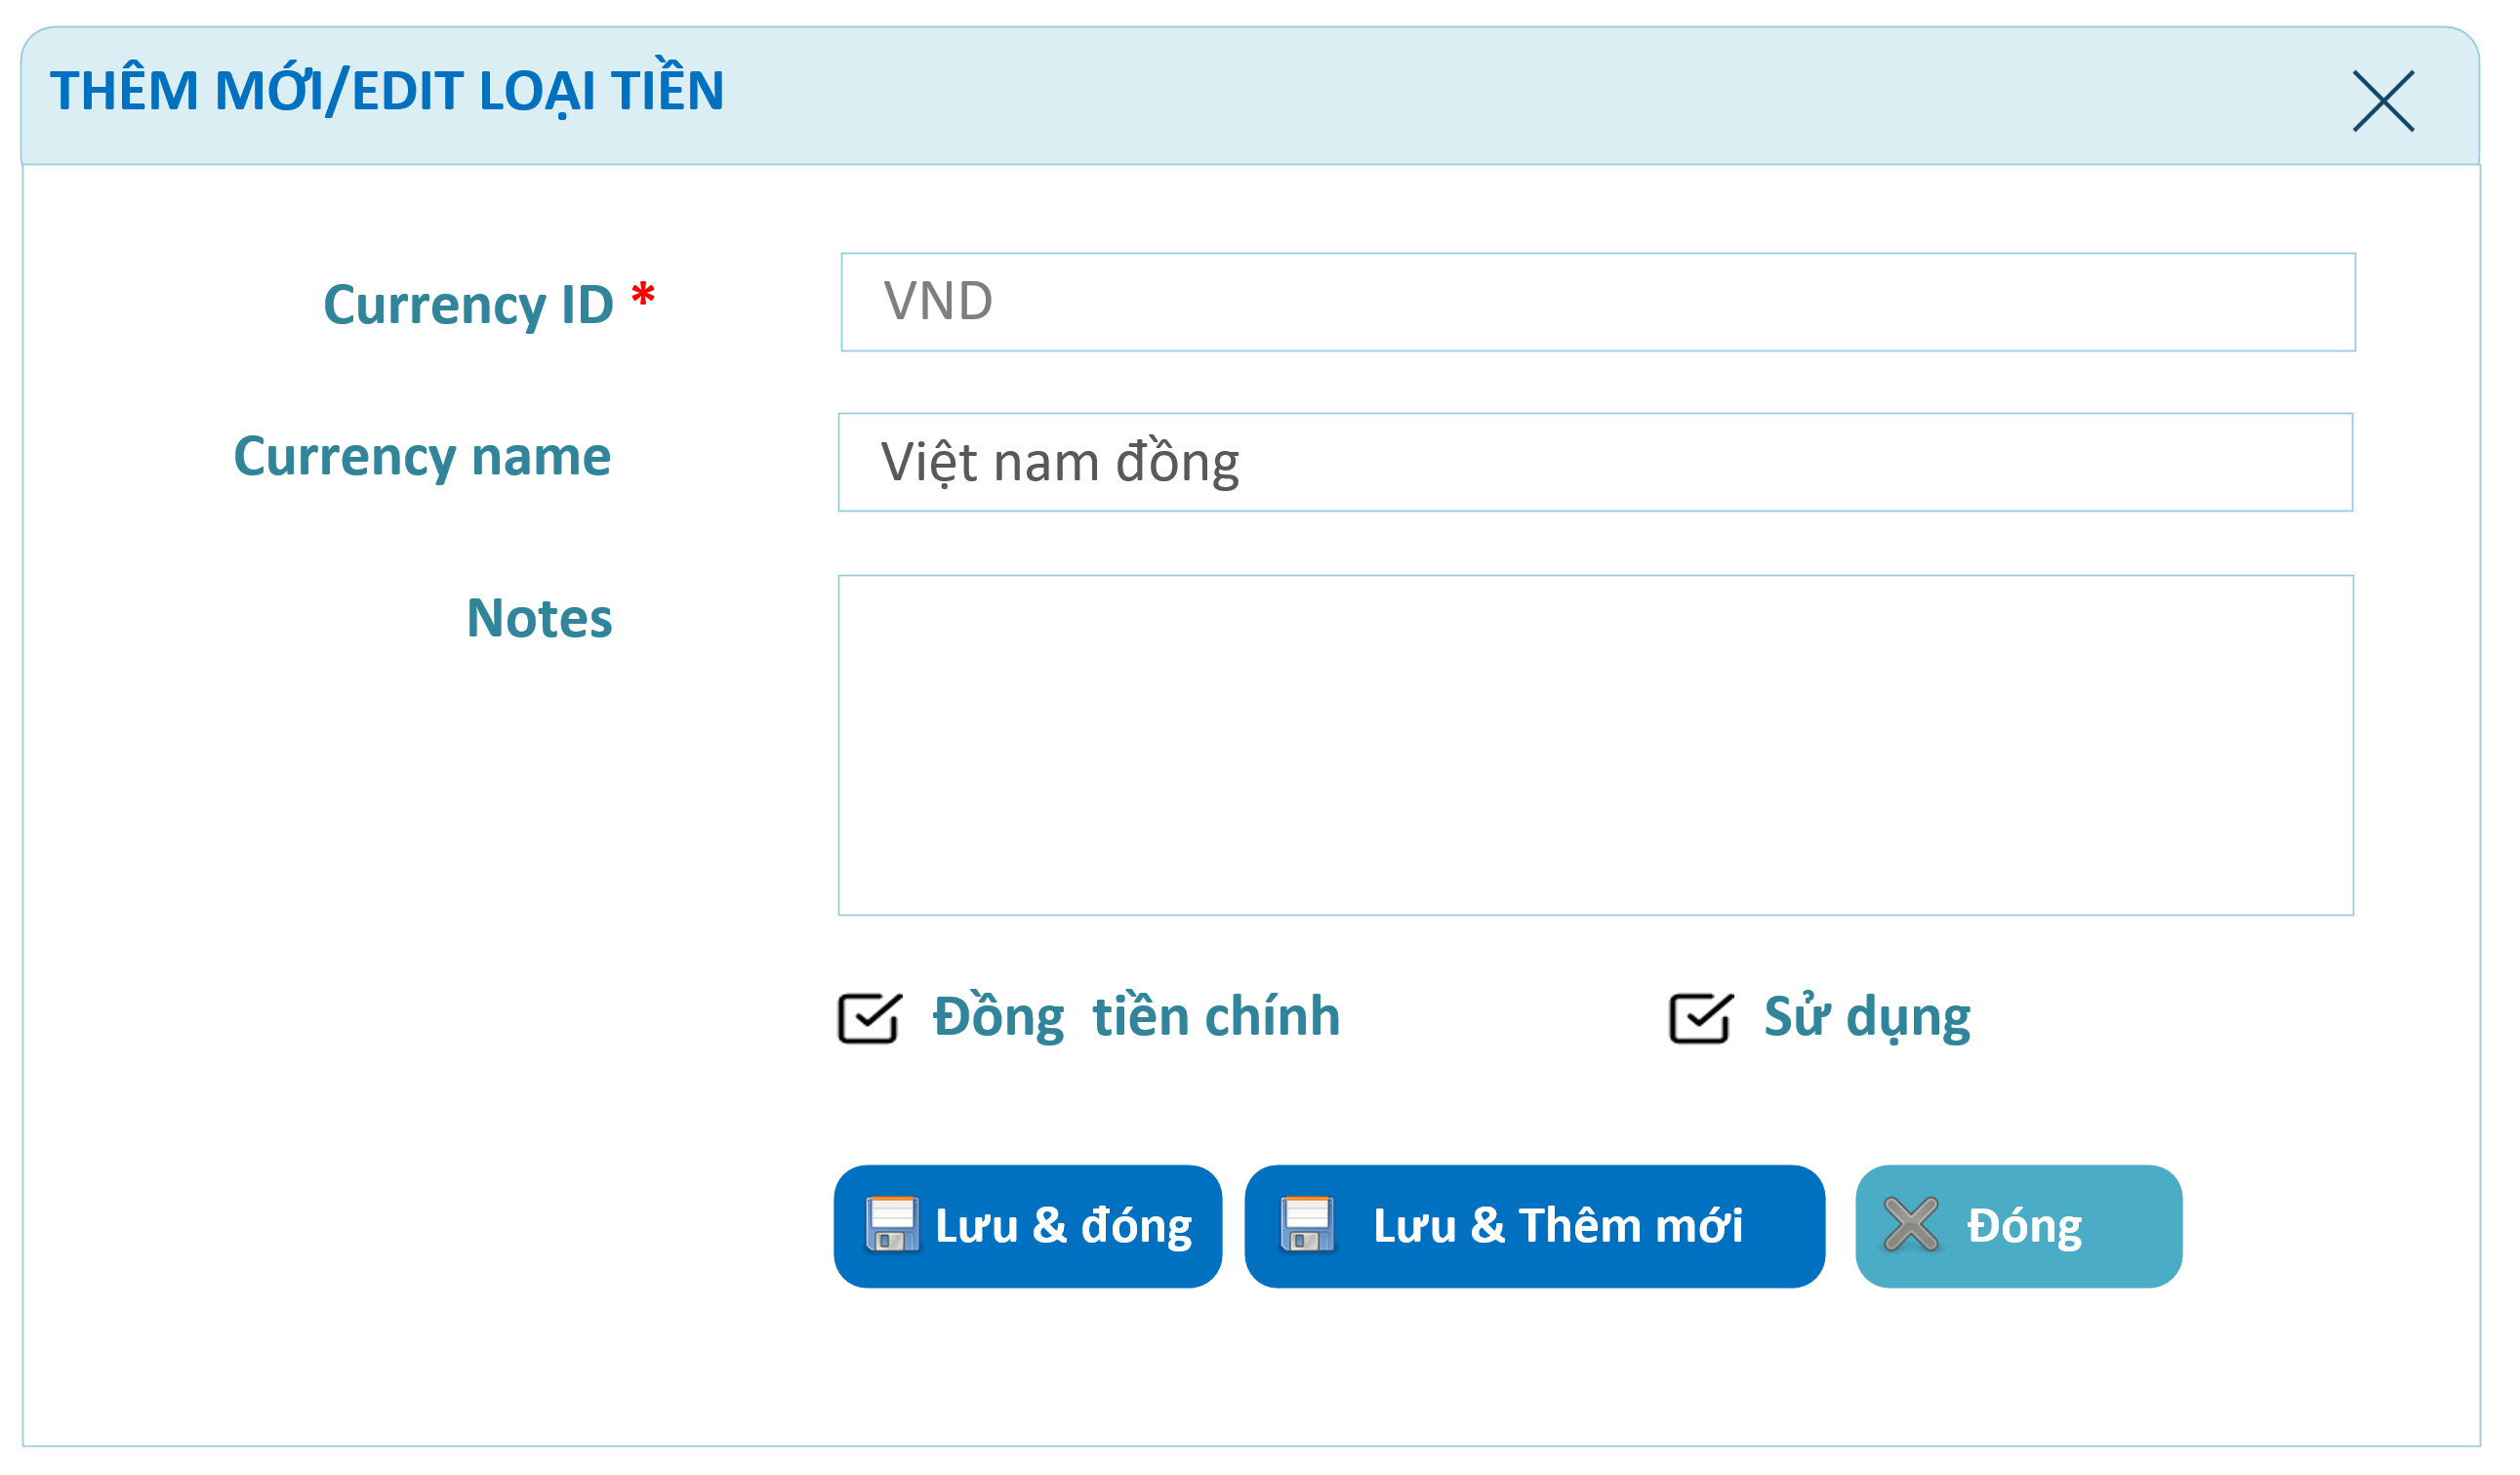 THÊM MỚI/EDIT LOẠI TIỀN
Currency ID *
VND
Currency name
Việt nam đồng
Notes
Đồng  tiền chính
Sử dụng
Lưu & đóng
Lưu & Thêm mới
Đóng